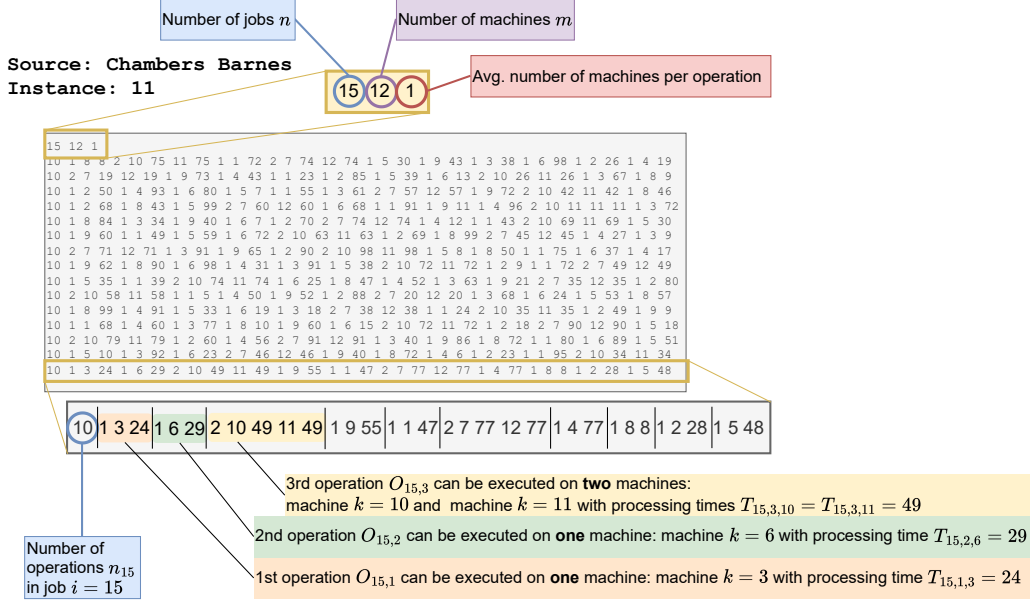 Number of jobs n
Number of machines m
Source: Chambers Barnes
Instance: 11
15 12 1
Avg. number of machines per operation
15 12 1
10 1 8 8 2 10 75 11 75 1 1 72 2 7 74 12 74 1 5 30 1 9 43 1 3 38 1 6 98 1 2 26 1 4 19
10 2 7 19 12 19 1 9 73 1 4 43 1 1 23 1 2 85 1 5 39 1 6 13 2 10 26 11 26 1 3 67 1 8 9
10 1 2 50 1 4 93 1 6 80 1 5 7 1 1 55 1 3 61 2 7 57 12 57 1 9 72 2 10 42 11 42 1 8 46
10 1 2 68 1 8 43 1 5 99 2 7 60 12 60 1 6 68 1 1 91 1 9 11 1 4 96 2 10 11 11 11 1 3 72
10 1 8 84 1 3 34 1 9 40 1 6 7 1 2 70 2 7 74 12 74 1 4 12 1 1 43 2 10 69 11 69 1 5 30
10 1 9 60 1 1 49 1 5 59 1 6 72 2 10 63 11 63 1 2 69 1 8 99 2 7 45 12 45 1 4 27 1 3 9
10 2 7 71 12 71 1 3 91 1 9 65 1 2 90 2 10 98 11 98 1 5 8 1 8 50 1 1 75 1 6 37 1 4 17
10 1 9 62 1 8 90 1 6 98 1 4 31 1 3 91 1 5 38 2 10 72 11 72 1 2 9 1 1 72 2 7 49 12 49
10 1 5 35 1 1 39 2 10 74 11 74 1 6 25 1 8 47 1 4 52 1 3 63 1 9 21 2 7 35 12 35 1 2 80
10 2 10 58 11 58 1 1 5 1 4 50 1 9 52 1 2 88 2 7 20 12 20 1 3 68 1 6 24 1 5 53 1 8 57
10 1 8 99 1 4 91 1 5 33 1 6 19 1 3 18 2 7 38 12 38 1 1 24 2 10 35 11 35 1 2 49 1 9 9
10 1 1 68 1 4 60 1 3 77 1 8 10 1 9 60 1 6 15 2 10 72 11 72 1 2 18 2 7 90 12 90 1 5 18
10 2 10 79 11 79 1 2 60 1 4 56 2 7 91 12 91 1 3 40 1 9 86 1 8 72 1 1 80 1 6 89 1 5 51
10 1 5 10 1 3 92 1 6 23 2 7 46 12 46 1 9 40 1 8 72 1 4 6 1 2 23 1 1 95 2 10 34 11 34
10 1 3 24 1 6 29 2 10 49 11 49 1 9 55 1 1 47 2 7 77 12 77 1 4 77 1 8 8 1 2 28 1 5 48
10 1 3 24 1 6 29 2 10 49 11 49 1 9 55 1 1 47 2 7 77 12 77 1 4 77 1 8 8 1 2 28 1 5 48
3rd operation O15,3 can be executed on two machines:
machine k = 10 and machine k = 11 with processing times T15,3,10 = T15,3,11 = 49
2nd operation O15,2 can be executed on one machine: machine k = 6 with processing time T15,2,6 = 29
1st operation O15,1 can be executed on one machine: machine k = 3 with processing time T15,1,3 = 24
Number of
operations n15
in job i = 15